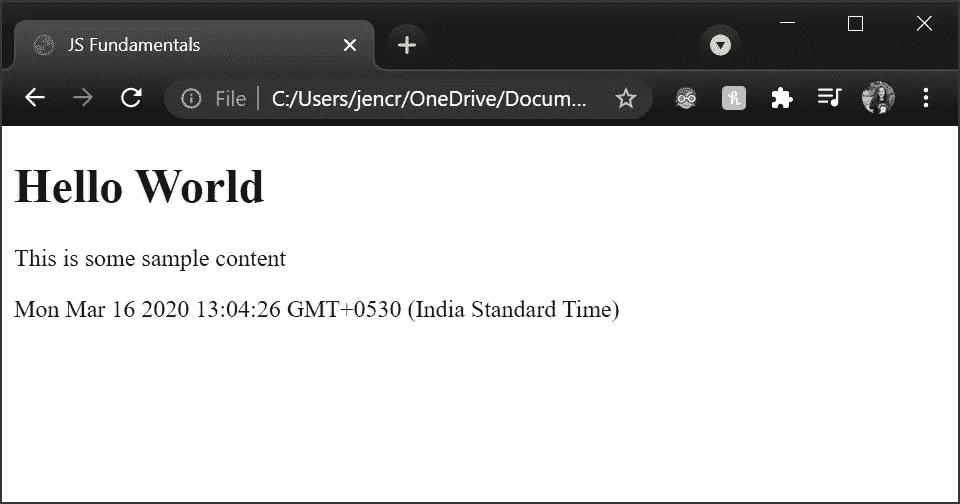 JS Fundamentals
File | C:/Users/jencr/OneDrive/Docum...
Hello World
This is some sample content
Mon Mar 16 2020 13:04:26 GMT+0530 (India Standard Time)